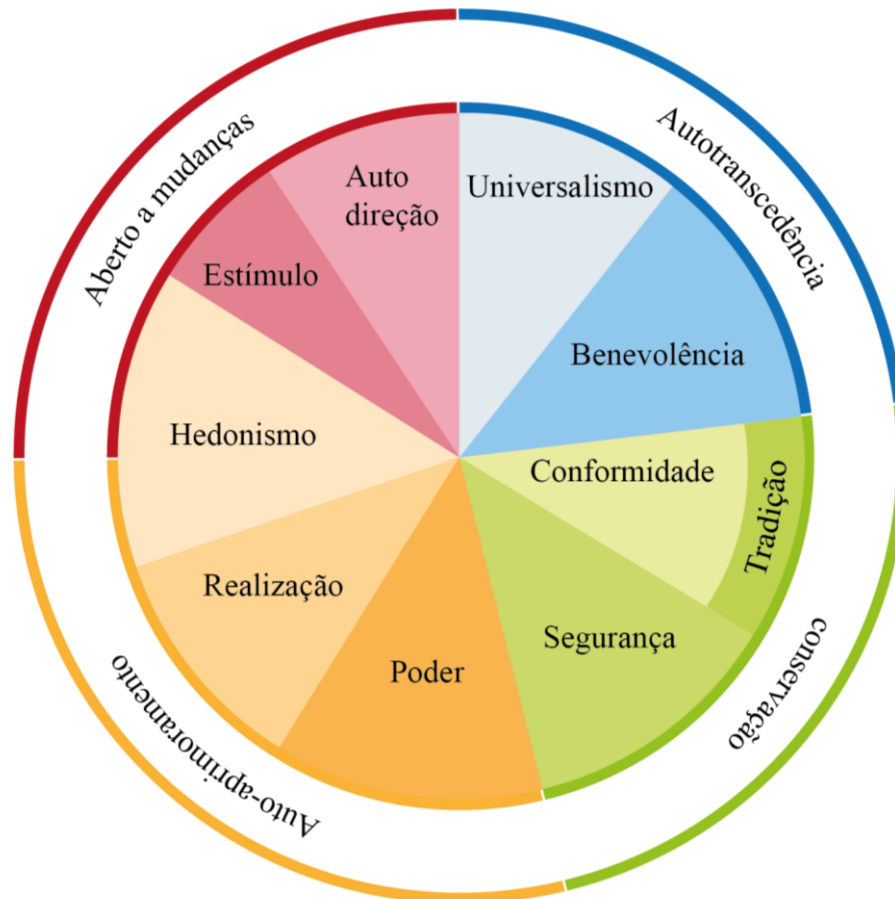 Aberto a mudanças
Autotranscedência
Auto
direção
Universalismo
Estímulo
Benevolência
Hedonismo
Conformidade
Tradição
Realização
Segurança
Poder
Auto-aprimoramento
conservação